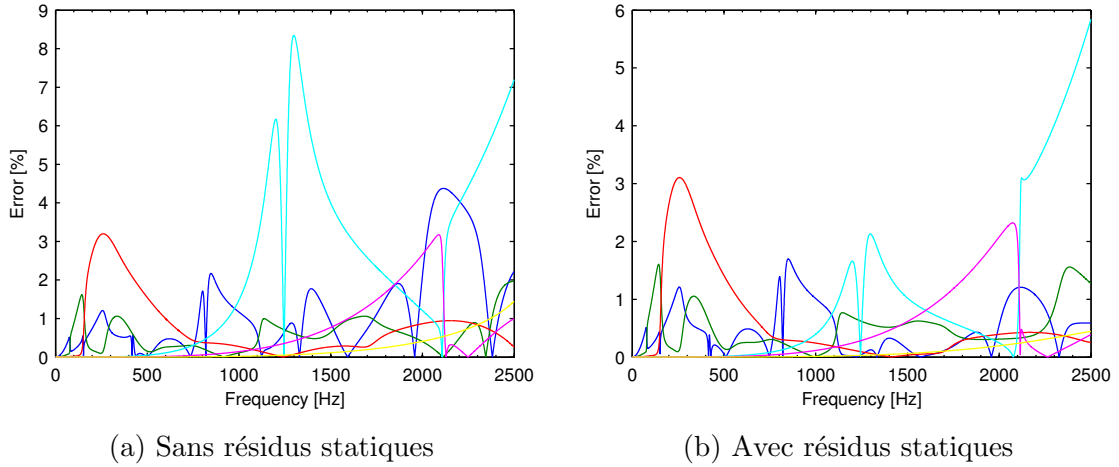 9
8
7
6
5
4
3
2
1
0
Error [%]
0 500 1000 1500 2000 2500
Frequency [Hz]
(a) Sans résidus statiques
6
5
4
3
2
1
0
Error [%]
0 500 1000 1500 2000 2500
Frequency [Hz]
(b) Avec résidus statiques